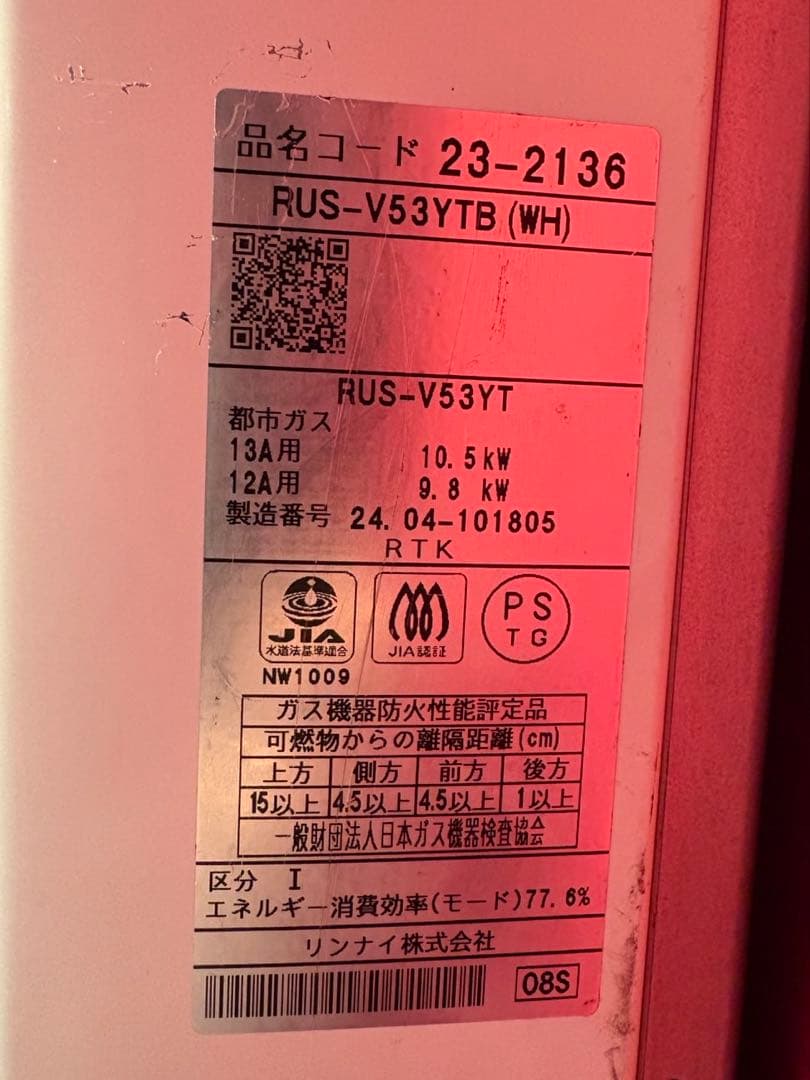 品名コード 23-2136
RUS-V53YTB (WH)
RUS-V53YT
都市ガス
13A用 10.5kW
12A用 9.8 kW
製造番号 24.04-101805
RTK
JIA
水道法基準適合
NW1009
JIA認証
PS
TG
ガス機器防火性能評定品
可燃物からの離隔距離(cm)
上方 側方 前方 後方
15以上 4.5以上 4.5以上 1以上
一般財団法人日本ガス機器検査協会
区分 I
エネルギー消費効率(モード)77.6%
リンナイ株式会社
08S